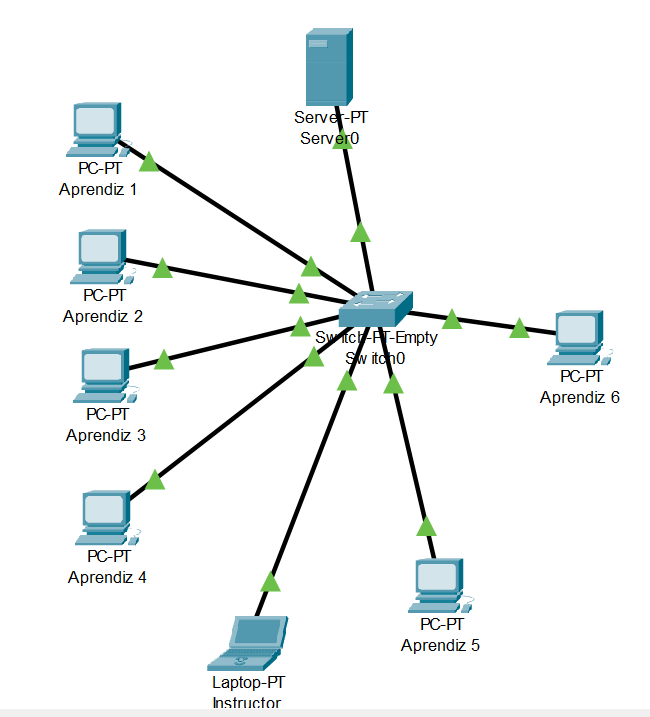 Server-PT
Server0
PC-PT
Aprendiz 1
PC-PT
Aprendiz 2
Switch-PT-Empty
Switch0
PC-PT
Aprendiz 6
PC-PT
Aprendiz 3
PC-PT
Aprendiz 4
PC-PT
Aprendiz 5
Laptop-PT
Instructor